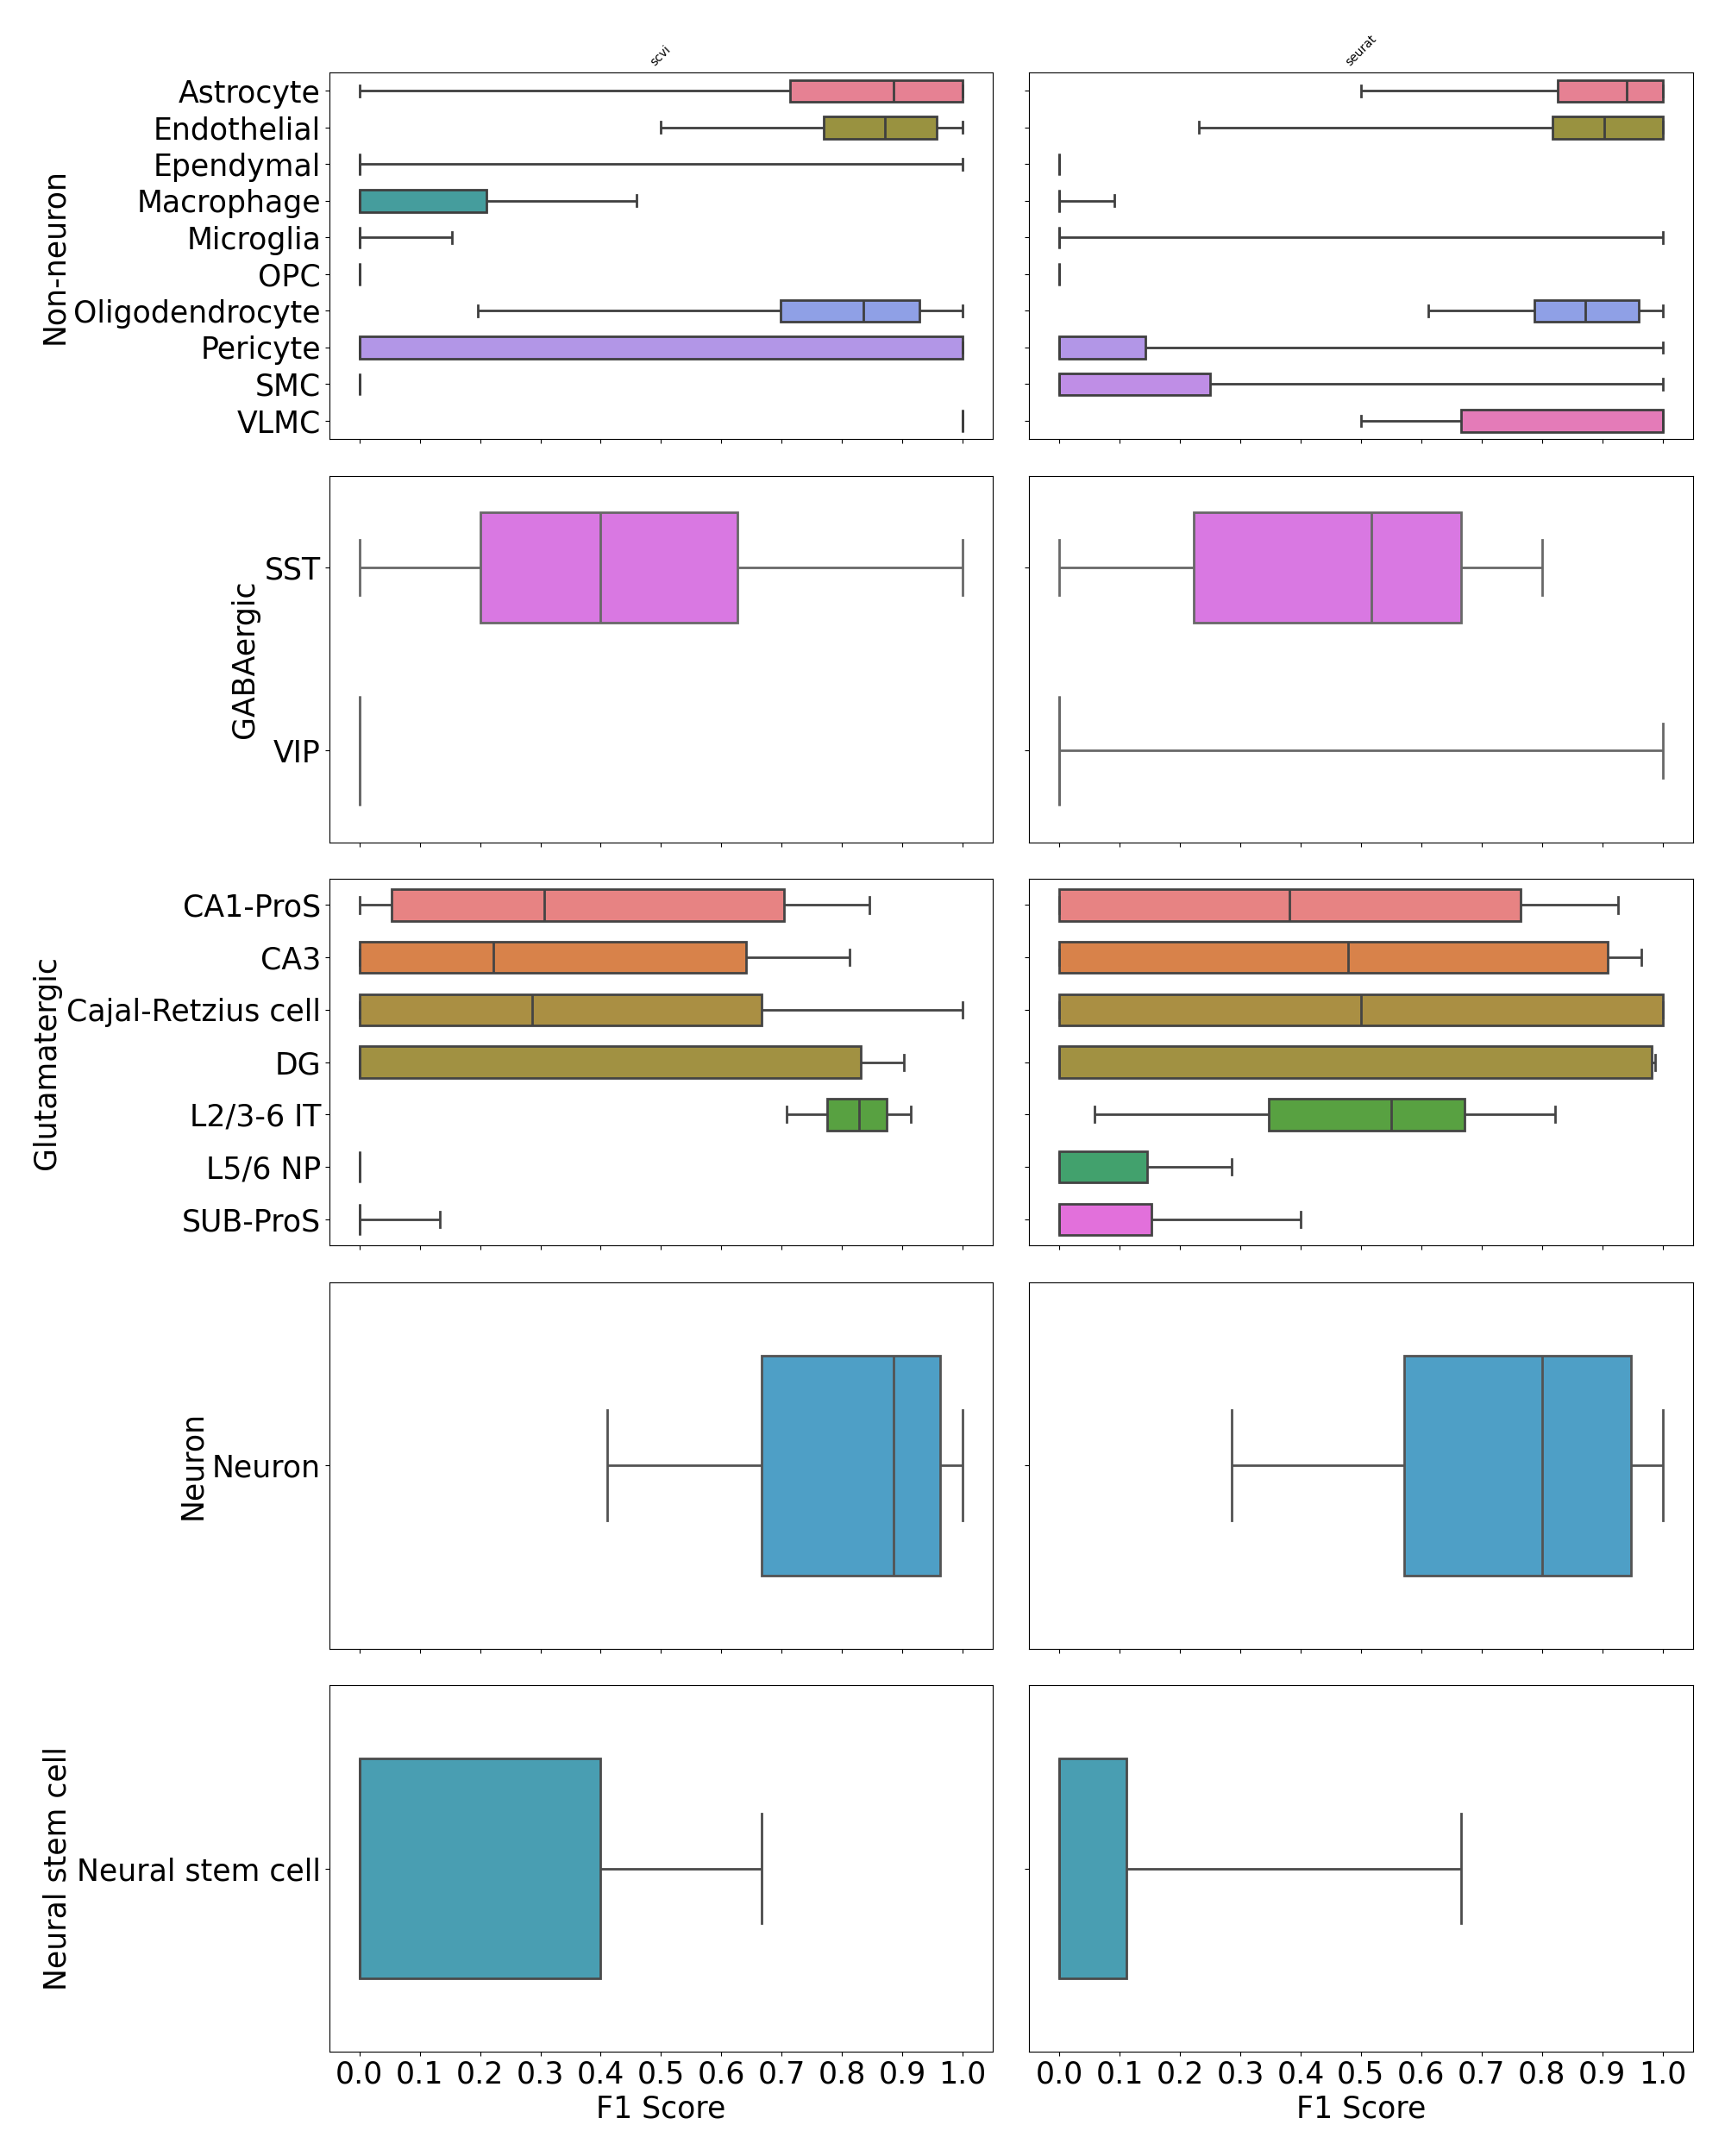 scvi
seurat
Non-neuron
Astrocyte
Endothelial
Ependymal
Macrophage
Microglia
OPC
Oligodendrocyte
Pericyte
SMC
VLMC
GABAergic
SST
VIP
Glutamatergic
CA1-ProS
CA3
Cajal-Retzius cell
DG
L2/3-6 IT
L5/6 NP
SUB-ProS
Neuron
Neuron
Neural stem cell
Neural stem cell
0.0 0.1 0.2 0.3 0.4 0.5 0.6 0.7 0.8 0.9 1.0
F1 Score
0.0 0.1 0.2 0.3 0.4 0.5 0.6 0.7 0.8 0.9 1.0
F1 Score